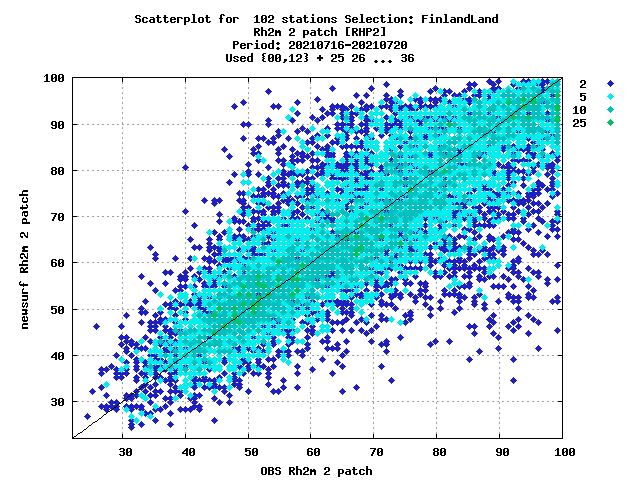 Scatterplot for  102 stations Selection: FinlandLand
Rh2m 2 patch [RHP2]
Period: 20210716-20210720
Used {00,12} + 25 26 ... 36
2
5
10
25
100
90
80
70
60
50
40
30
newsurf Rh2m 2 patch
30 40 50 60 70 80 90 100
OBS Rh2m 2 patch